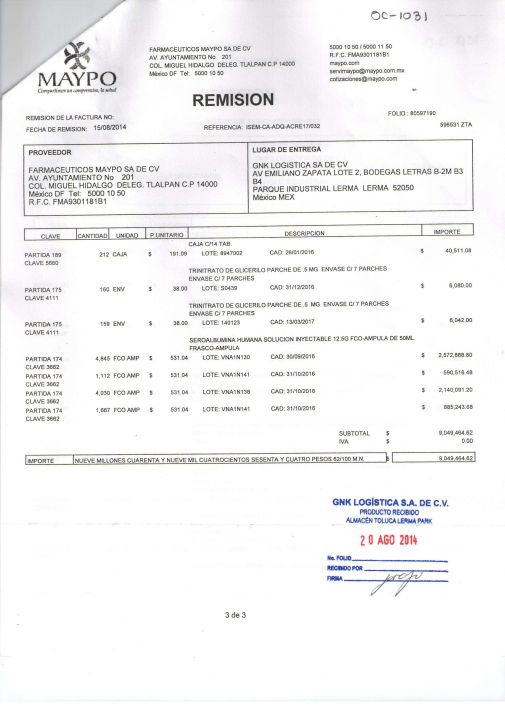 OC-1031
MAYPO
Compartimos un compromiso, la salud
FARMACEUTICOS MAYPO SA DE CV
AV. AYUNTAMIENTO No 201
COL. MIGUEL HIDALGO DELEG. TLALPAN C.P 14000
México DF Tel: 5000 10 50
5000 10 50 / 5000 11 50
R.F.C. FMA9301181B1
maypo.com
servimaypo@maypo.com.mx
cotizaciones@maypo.com
REMISION
FOLIO : 80597190
REMISION DE LA FACTURA NO:
FECHA DE REMISION: 15/08/2014
REFERENCIA: ISEM-CA-ADQ-ACRE17/032
596531 ZTA
PROVEEDOR
FARMACEUTICOS MAYPO SA DE CV
AV. AYUNTAMIENTO No 201
COL. MIGUEL HIDALGO DELEG. TLALPAN C.P 14000
México DF Tel: 5000 10 50
R.F.C. FMA9301181B1
LUGAR DE ENTREGA
GNK LOGISTICA SA DE CV
AV EMILIANO ZAPATA LOTE 2, BODEGAS LETRAS B-2M B3
B4
PARQUE INDUSTRIAL LERMA LERMA 52050
México MEX
CLAVE CANTIDAD UNIDAD P.UNITARIO DESCRIPCION IMPORTE
CAJA C/14 TAB.
PARTIDA 189 212 CAJA $ 191.09 LOTE: 8947002 CAD: 26/01/2016 $ 40,511.08
CLAVE 5660
TRINITRATO DE GLICERILO PARCHE DE .5 MG ENVASE C/ 7 PARCHES
ENVASE C/ 7 PARCHES
PARTIDA 175 160 ENV $ 38.00 LOTE: S0439 CAD: 31/12/2016 $ 6,080.00
CLAVE 4111
TRINITRATO DE GLICERILO PARCHE DE .5 MG ENVASE C/ 7 PARCHES
ENVASE C/ 7 PARCHES
PARTIDA 175 159 ENV $ 38.00 LOTE: 140123 CAD: 13/03/2017 $ 6,042.00
CLAVE 4111
SEROALBUMINA HUMANA SOLUCION INYECTABLE 12.5G FCO-AMPULA DE 50ML.
FRASCO-AMPULA
PARTIDA 174 4,845 FCO AMP $ 531.04 LOTE: VNA1N130 CAD: 30/09/2016 $ 2,572,888.80
CLAVE 3662
PARTIDA 174 1,112 FCO AMP $ 531.04 LOTE: VNA1N141 CAD: 31/10/2016 $ 590,516.48
CLAVE 3662
PARTIDA 174 4,030 FCO AMP $ 531.04 LOTE: VNA1N138 CAD: 31/10/2016 $ 2,140,091.20
CLAVE 3662
PARTIDA 174 1,667 FCO AMP $ 531.04 LOTE: VNA1N141 CAD: 31/10/2016 $ 885,243.68
CLAVE 3662
SUBTOTAL $ 9,049,464.62
IVA $ 0.00
IMPORTE NUEVE MILLONES CUARENTA Y NUEVE MIL CUATROCIENTOS SESENTA Y CUATRO PESOS 62/100 M.N. $ 9,049,464.62
GNK LOGÍSTICA S.A. DE C.V.
PRODUCTO RECIBIDO
ALMACÉN TOLUCA LERMA PARK
20 AGO 2014
No. FOLIO
RECIBIDO POR
FIRMA
3 de 3